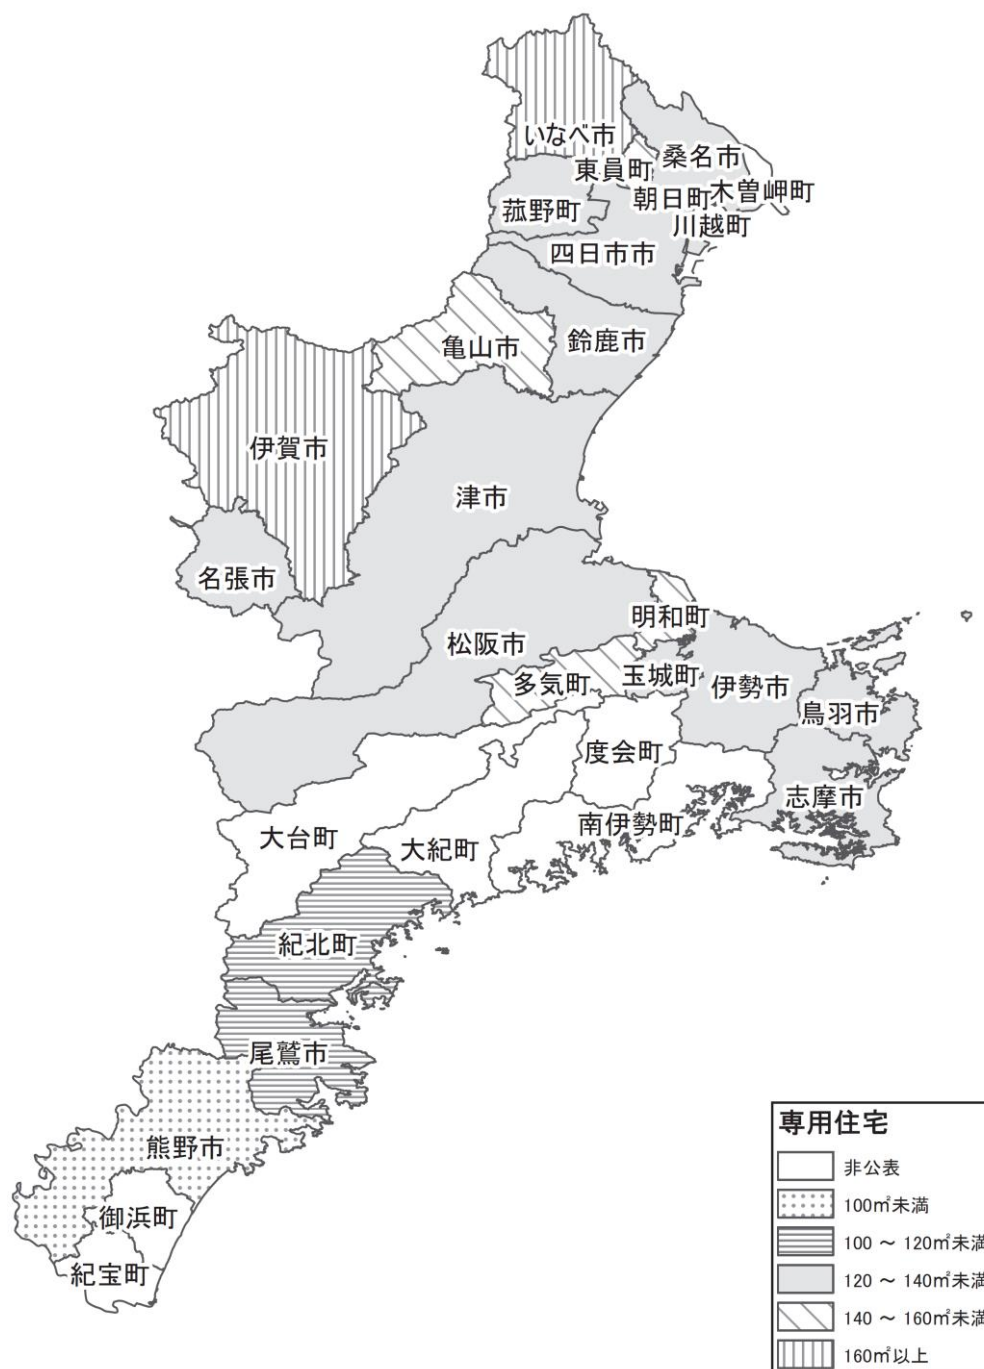 いなべ市
桑名市
東員町
朝日町
木曽岬町
菰野町
川越町
四日市市
亀山市
鈴鹿市
伊賀市
津市
名張市
明和町
松阪市
多気町
玉城町
伊勢市
鳥羽市
度会町
志摩市
大台町
大紀町
南伊勢町
紀北町
尾鷲市
熊野市
御浜町
紀宝町
専用住宅
非公表
100㎡未満
100 ～ 120㎡未満
120 ～ 140㎡未満
140 ～ 160㎡未満
160㎡以上